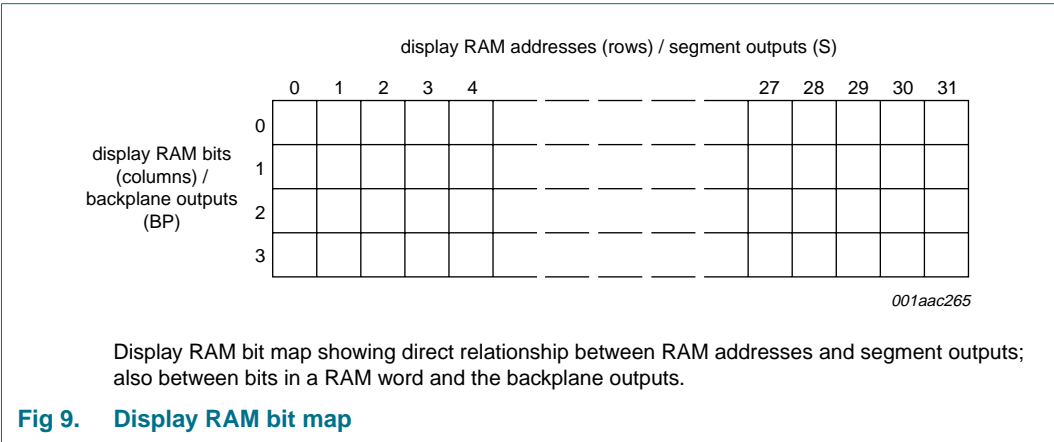 display RAM addresses (rows) / segment outputs (S)
0 1 2 3 4 27 28 29 30 31
0
display RAM bits
1
(columns) /
backplane outputs
2
(BP)
3
001aac265
Display RAM bit map showing direct relationship between RAM addresses and segment outputs;
also between bits in a RAM word and the backplane outputs.
Fig 9. Display RAM bit map